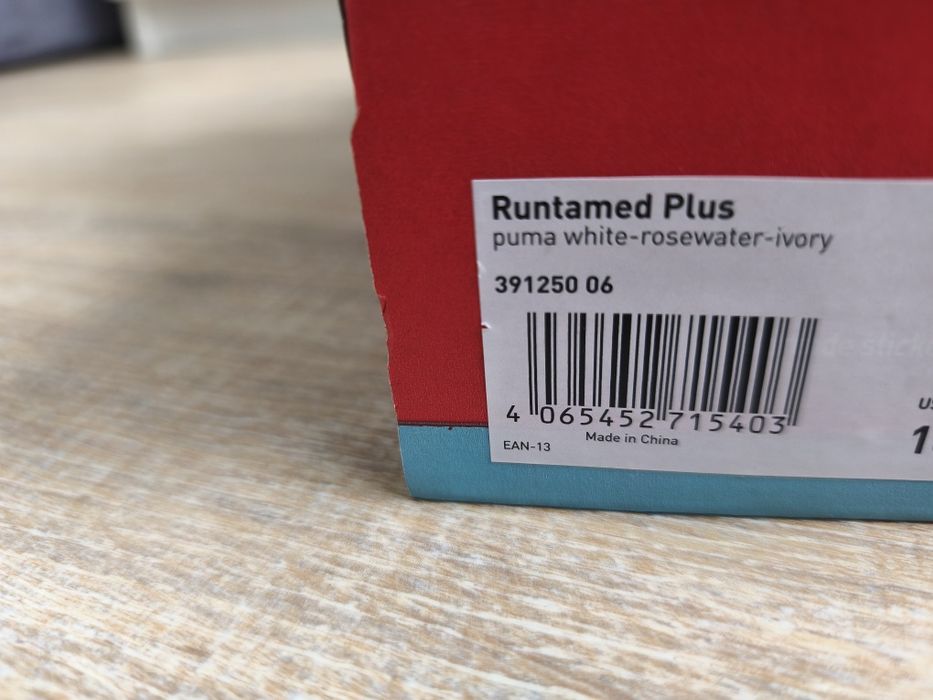 Runtamed Plus
puma white-rosewater-ivory
391250 06
4 065452 715403
EAN-13
Made in China